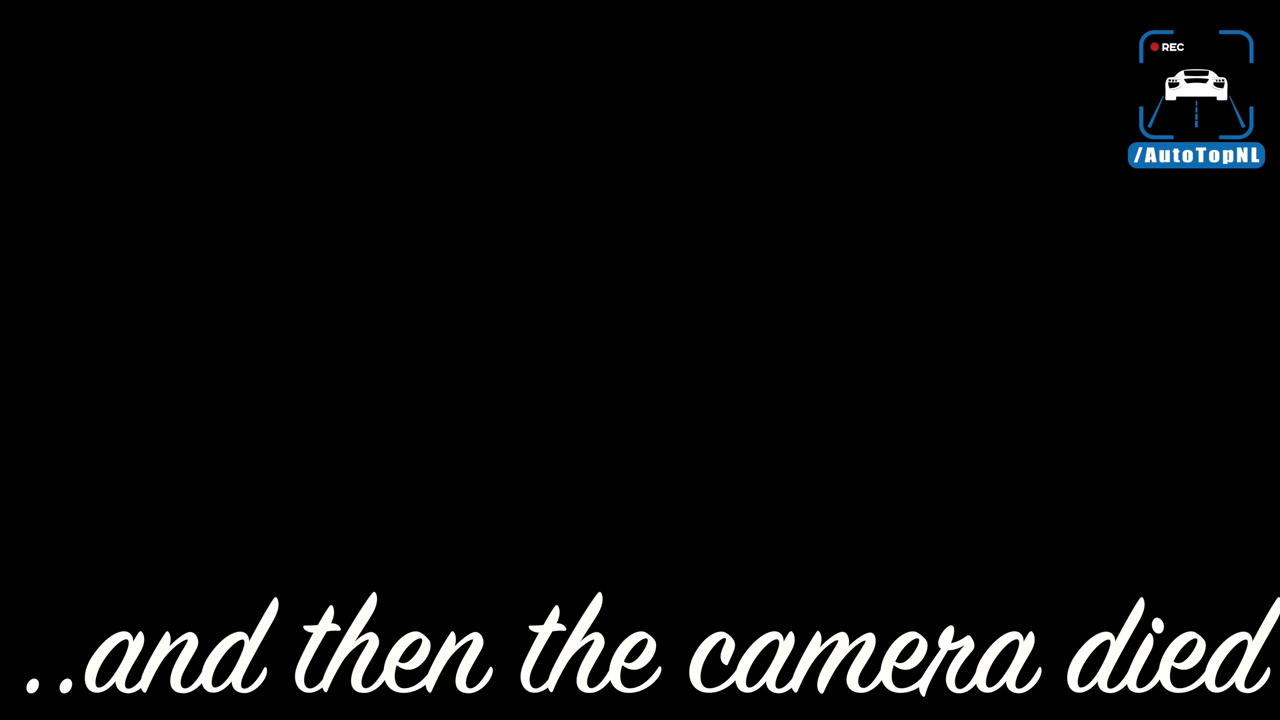 REC
/AutoTopNL
..and then the camera died